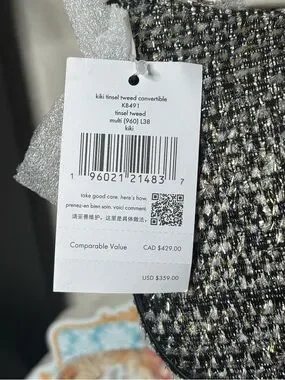 kiki tinsel tweed convertible
KB491
tinsel tweed
multi (960) L38
kiki
1 96021 21483 7
take good care. here's how.
prenez-en bien soin. voici comment.
请妥善维护。这里是具体做法:
Comparable Value CAD $429.00
USD $359.00